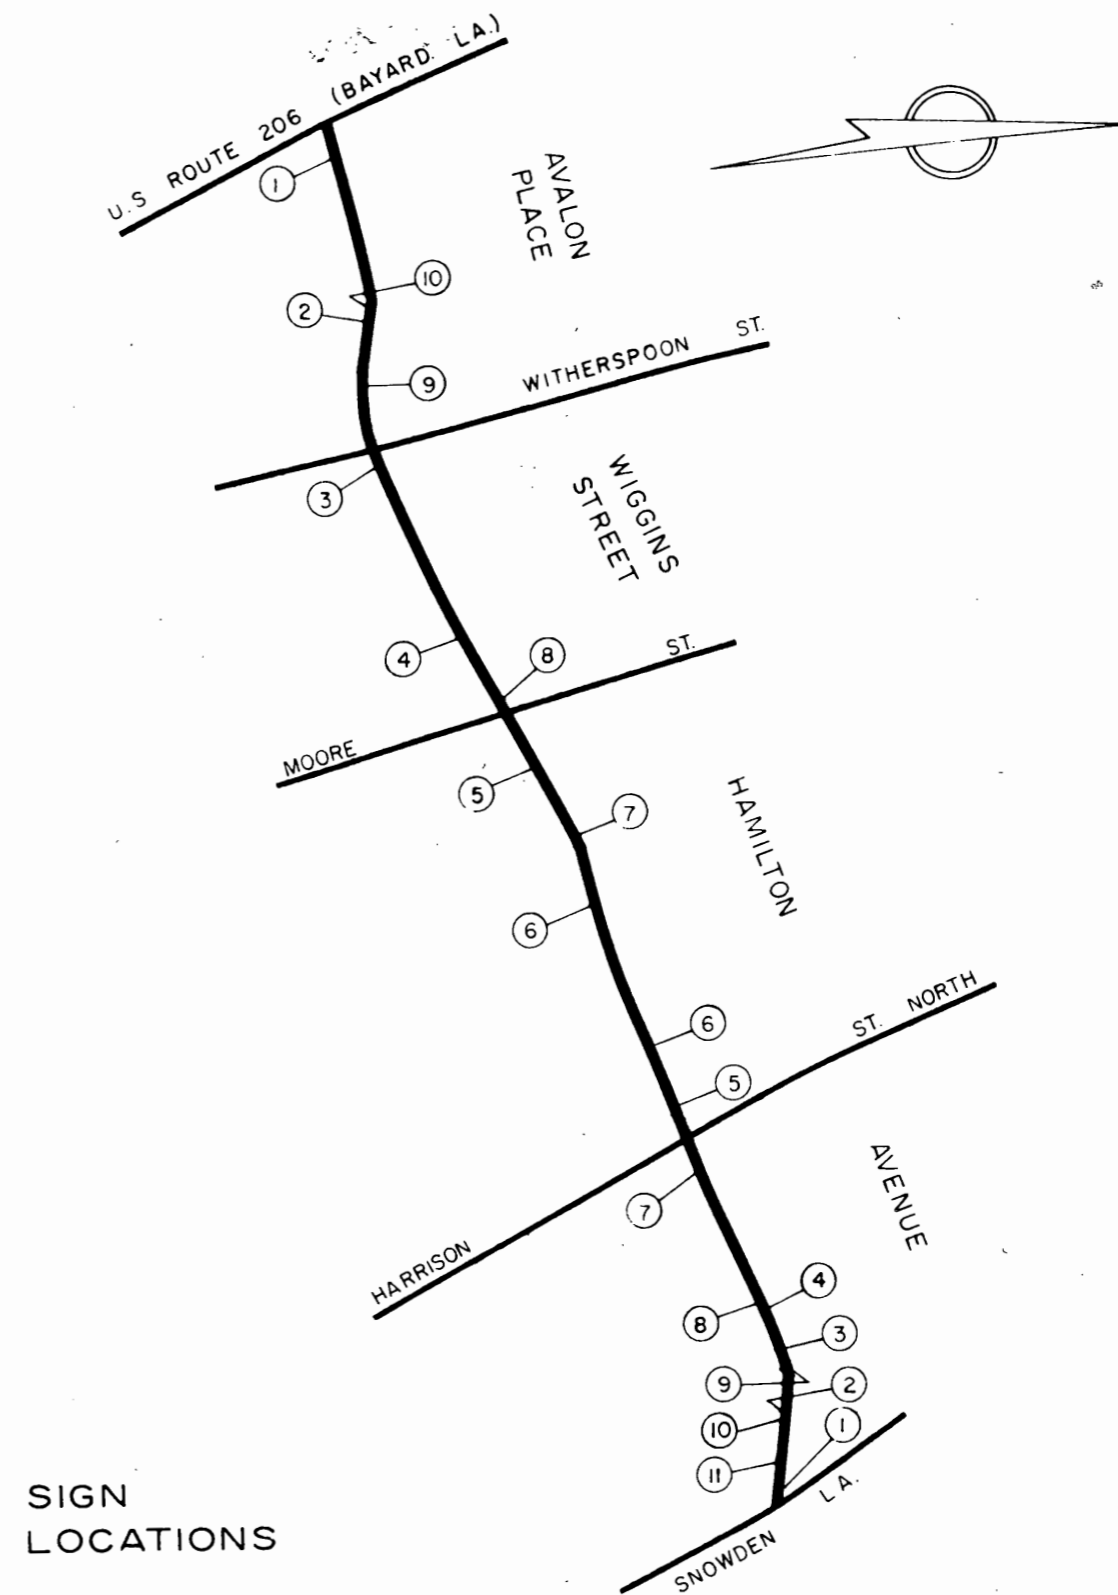 U.S ROUTE 206 (BAYARD. LA.)
1
AVALON
PLACE
10
2
WITHERSPOON ST.
9
3
WIGGINS
STREET
4
8
MOORE ST.
5
7
HAMILTON
6
6
HARRISON ST. NORTH
5
7
AVENUE
4
8
3
9
2
10
1
11
SNOWDEN LA.
SIGN
LOCATIONS